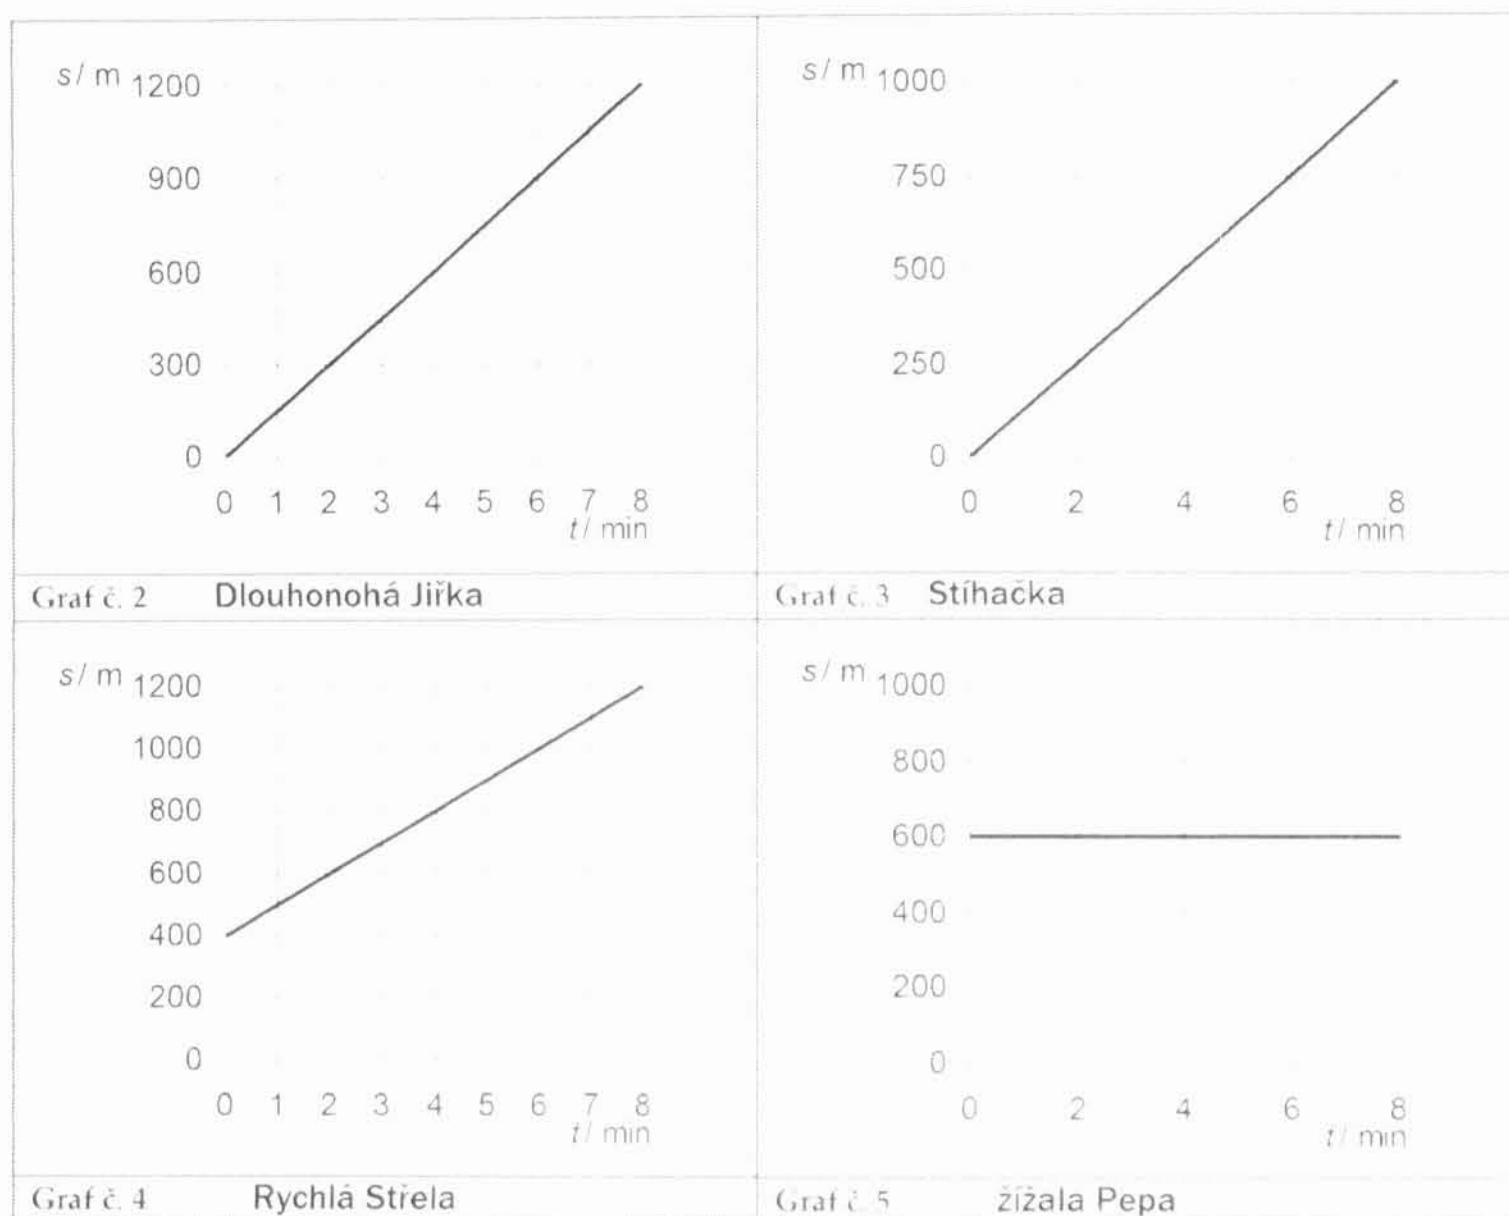 s/ m 1200
900
600
300
0
0 1 2 3 4 5 6 7 8
t/ min
Graf č. 2 Dlouhonohá Jiřka
s/ m 1000
750
500
250
0
0 2 4 6 8
t/ min
Graf č. 3 Stíhačka
s/ m 1200
1000
800
600
400
200
0
0 1 2 3 4 5 6 7 8
t/ min
Graf č. 4 Rychlá Střela
s/ m 1000
800
600
400
200
0
0 2 4 6 8
t/ min
Graf č. 5 žížala Pepa